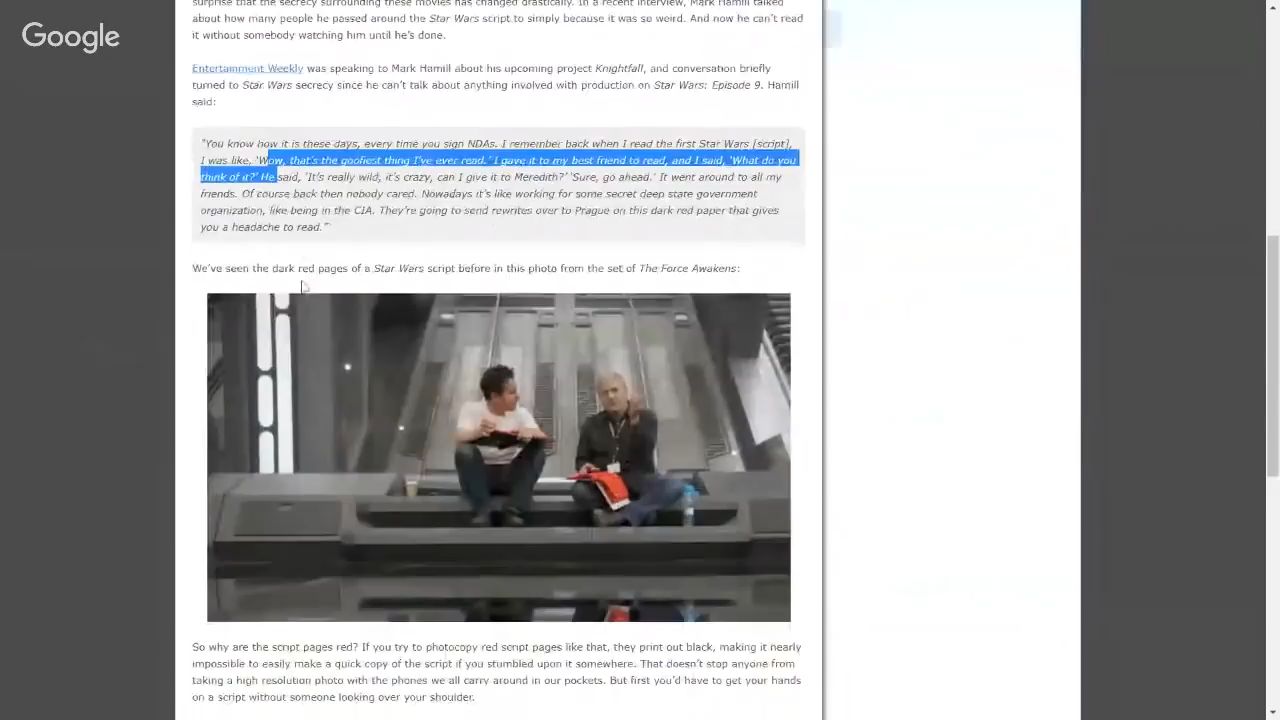 Google
surprise that the secrecy surrounding these movies has changed drastically. In a recent interview, Mark Hamill talked
about how many people he passed around the Star Wars script to simply because it was so weird. And now he can't read
it without somebody watching him until he's done.
Entertainment Weekly was speaking to Mark Hamill about his upcoming project Knightfall, and conversation briefly
turned to Star Wars secrecy since he can't talk about anything involved with production on Star Wars: Episode 9. Hamill
said:
"You know how it is these days, every time you sign NDAs. I remember back when I read the first Star Wars [script],
I was like, 'Wow, that's the goofiest thing I've ever read.' I gave it to my best friend to read, and I said, 'What do you
think of it?' He said, 'It's really wild, it's crazy, can I give it to Meredith?' 'Sure, go ahead.' It went around to all my
friends. Of course back then nobody cared. Nowadays it's like working for some secret deep state government
organization, like being in the CIA. They're going to send rewrites over to Prague on this dark red paper that gives
you a headache to read."
We've seen the dark red pages of a Star Wars script before in this photo from the set of The Force Awakens:
So why are the script pages red? If you try to photocopy red script pages like that, they print out black, making it nearly
impossible to easily make a quick copy of the script if you stumbled upon it somewhere. That doesn't stop anyone from
taking a high resolution photo with the phones we all carry around in our pockets. But first you'd have to get your hands
on a script without someone looking over your shoulder.